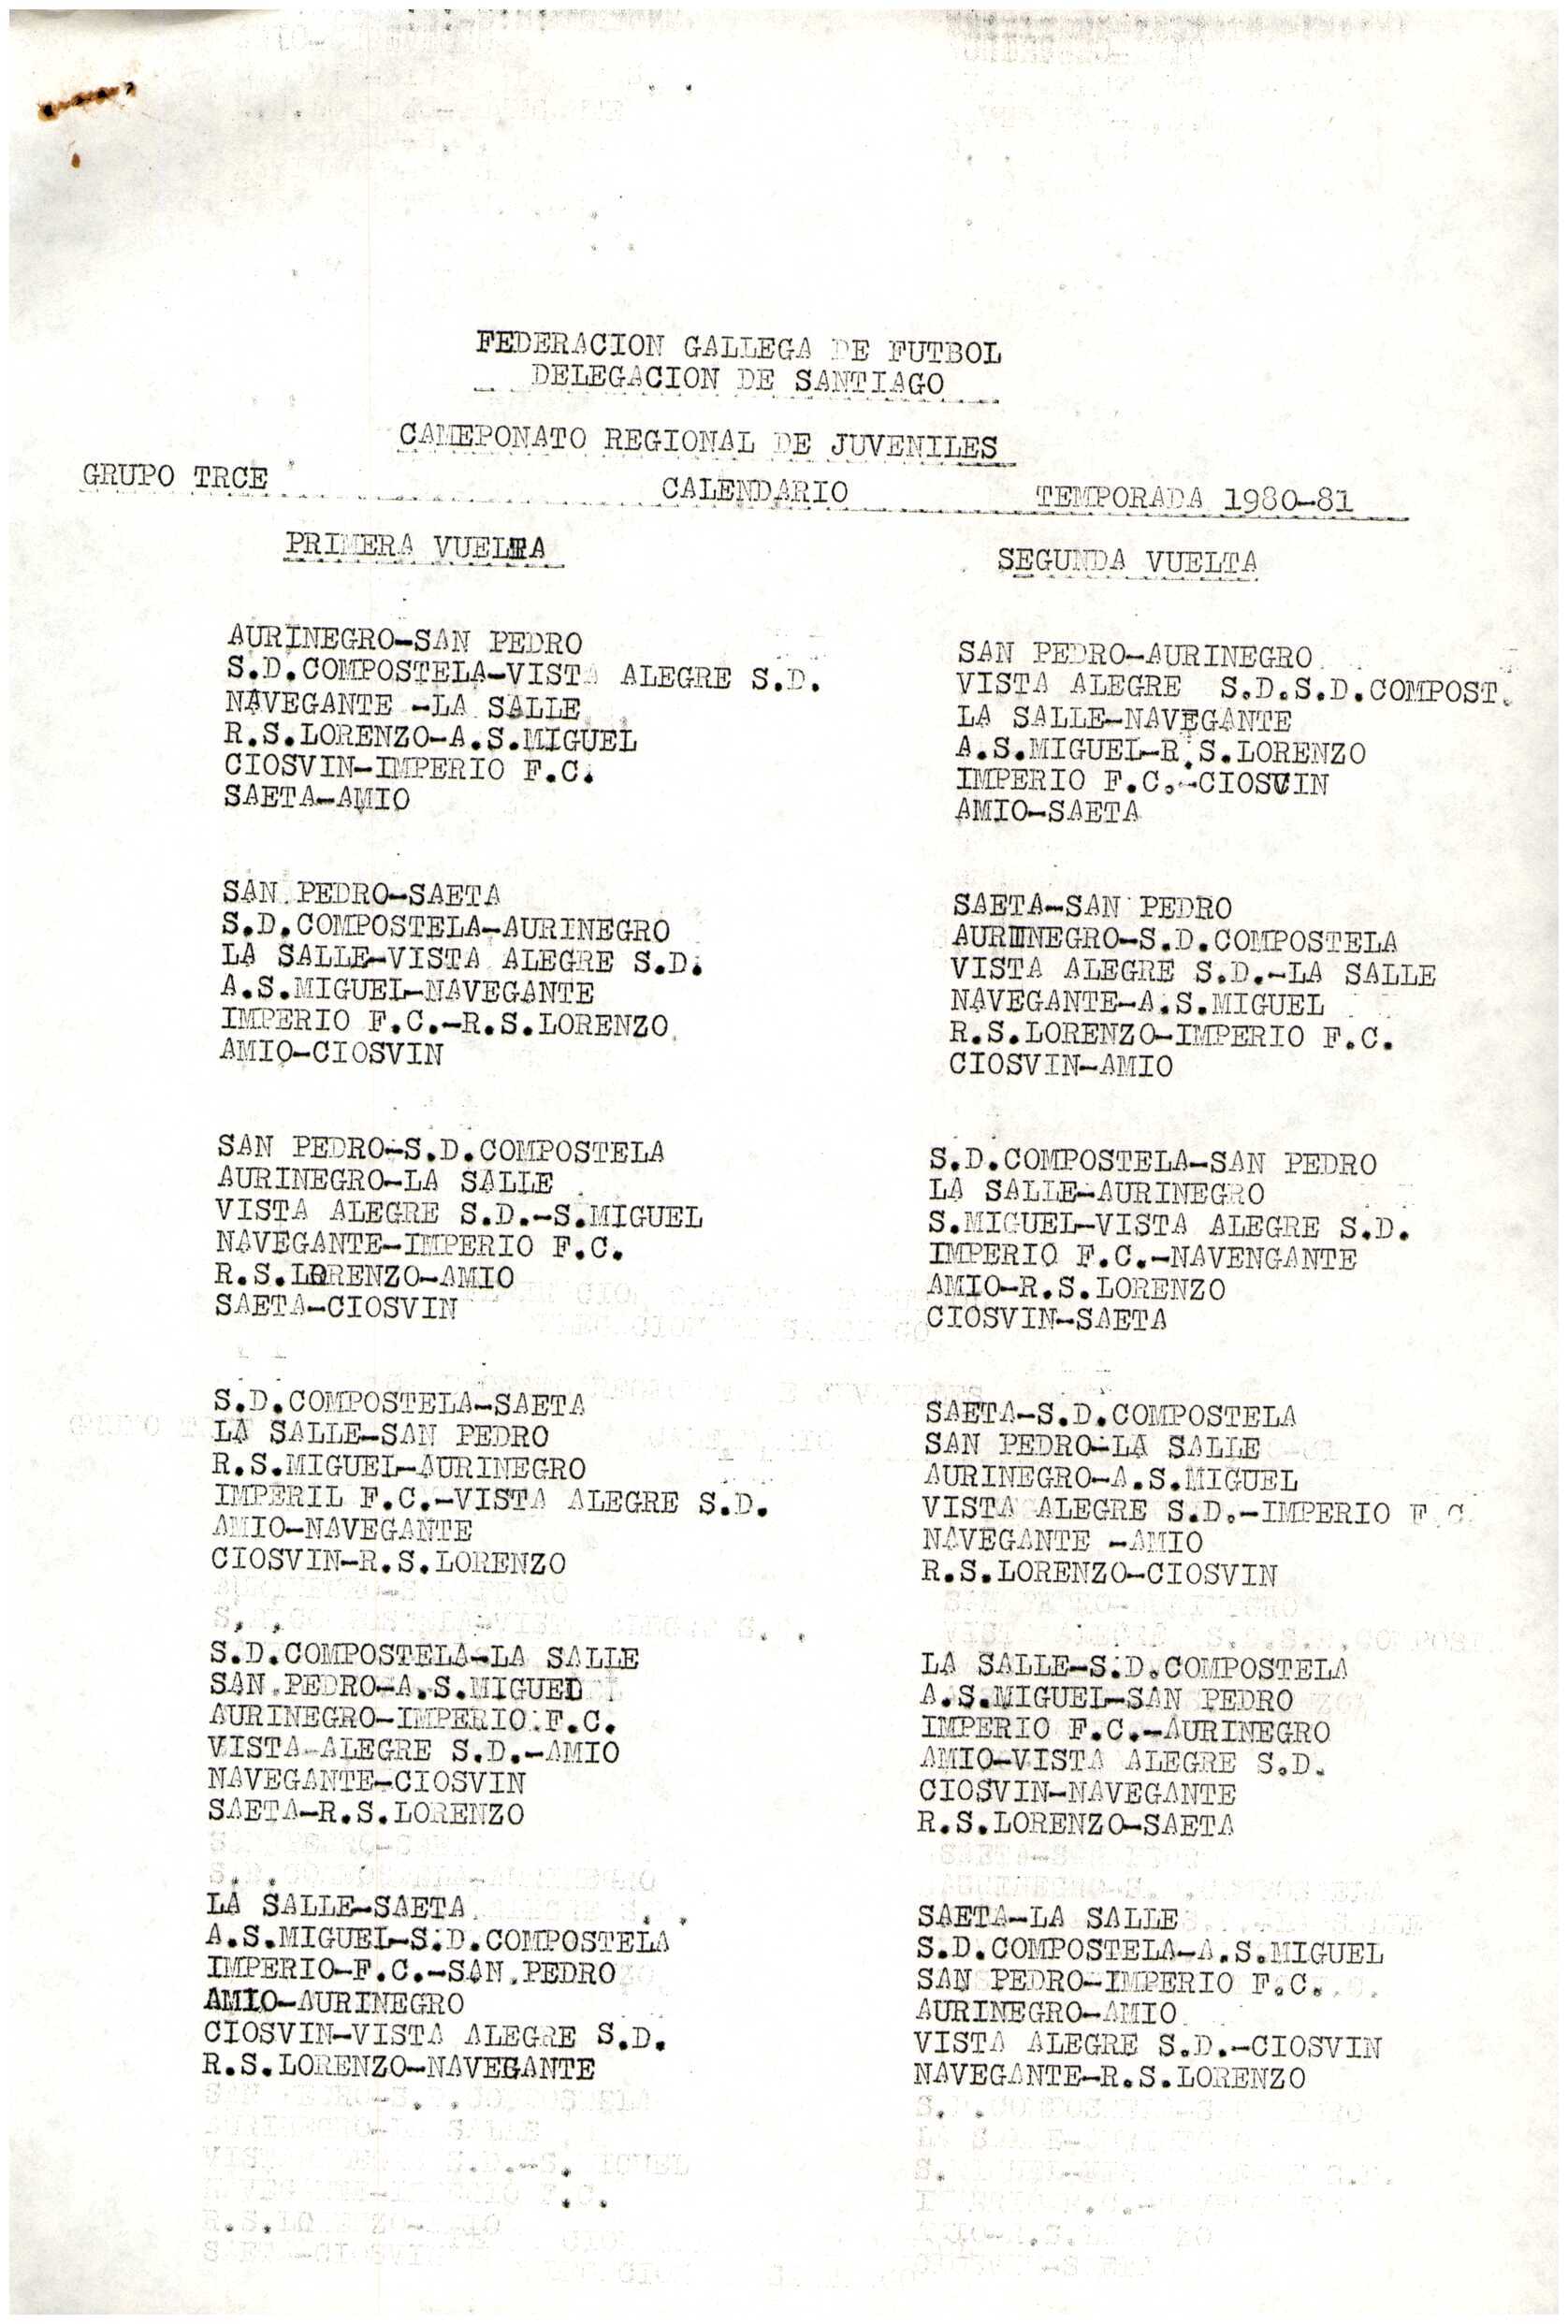 FEDERACION GALLEGA DE FUTBOL
DELEGACION DE SANTIAGO
CAMEPONATO REGIONAL DE JUVENILES
GRUPO TRCE CALENDARIO TEMPORADA 1980-81
PRIMERA VUELTA
AURINEGRO-SAN PEDRO
S.D.COMPOSTELA-VISTA ALEGRE S.D.
NAVEGANTE -LA SALLE
R.S.LORENZO-A.S.MIGUEL
CIOSVIN-IMPERIO F.C.
SAETA-AMIO
SAN PEDRO-SAETA
S.D.COMPOSTELA-AURINEGRO
LA SALLE-VISTA ALEGRE S.D.
A.S.MIGUEL-NAVEGANTE
IMPERIO F.C.-R.S.LORENZO
AMIO-CIOSVIN
SAN PEDRO-S.D.COMPOSTELA
AURINEGRO-LA SALLE
VISTA ALEGRE S.D.-S.MIGUEL
NAVEGANTE-IMPERIO F.C.
R.S.LORENZO-AMIO
SAETA-CIOSVIN
S.D.COMPOSTELA-SAETA
LA SALLE-SAN PEDRO
R.S.MIGUEL-AURINEGRO
IMPERIL F.C.-VISTA ALEGRE S.D.
AMIO-NAVEGANTE
CIOSVIN-R.S.LORENZO
S.D.COMPOSTELA-LA SALLE
SAN PEDRO-A.S.MIGUEL
AURINEGRO-IMPERIO F.C.
VISTA-ALEGRE S.D.-AMIO
NAVEGANTE-CIOSVIN
SAETA-R.S.LORENZO
LA SALLE-SAETA
A.S.MIGUEL-S.D.COMPOSTELA
IMPERIO-F.C.-SAN PEDRO
AMIO-AURINEGRO
CIOSVIN-VISTA ALEGRE S.D.
R.S.LORENZO-NAVEGANTE
SEGUNDA VUELTA
SAN PEDRO-AURINEGRO
VISTA ALEGRE S.D.S.D.COMPOST.
LA SALLE-NAVEGANTE
A.S.MIGUEL-R.S.LORENZO
IMPERIO F.C.-CIOSVIN
AMIO-SAETA
SAETA-SAN PEDRO
AURINEGRO-S.D.COMPOSTELA
VISTA ALEGRE S.D.-LA SALLE
NAVEGANTE-A.S.MIGUEL
R.S.LORENZO-IMPERIO F.C.
CIOSVIN-AMIO
S.D.COMPOSTELA-SAN PEDRO
LA SALLE-AURINEGRO
S.MIGUEL-VISTA ALEGRE S.D.
IMPERIO F.C.-NAVENGANTE
AMIO-R.S.LORENZO
CIOSVIN-SAETA
SAETA-S.D.COMPOSTELA
SAN PEDRO-LA SALLE
AURINEGRO-A.S.MIGUEL
VISTA ALEGRE S.D.-IMPERIO F.C.
NAVEGANTE -AMIO
R.S.LORENZO-CIOSVIN
LA SALLE-S.D.COMPOSTELA
A.S.MIGUEL-SAN PEDRO
IMPERIO F.C.-AURINEGRO
AMIO-VISTA ALEGRE S.D.
CIOSVIN-NAVEGANTE
R.S.LORENZO-SAETA
SAETA-LA SALLE
S.D.COMPOSTELA-A.S.MIGUEL
SAN PEDRO-IMPERIO F.C.
AURINEGRO-AMIO
VISTA ALEGRE S.D.-CIOSVIN
NAVEGANTE-R.S.LORENZO